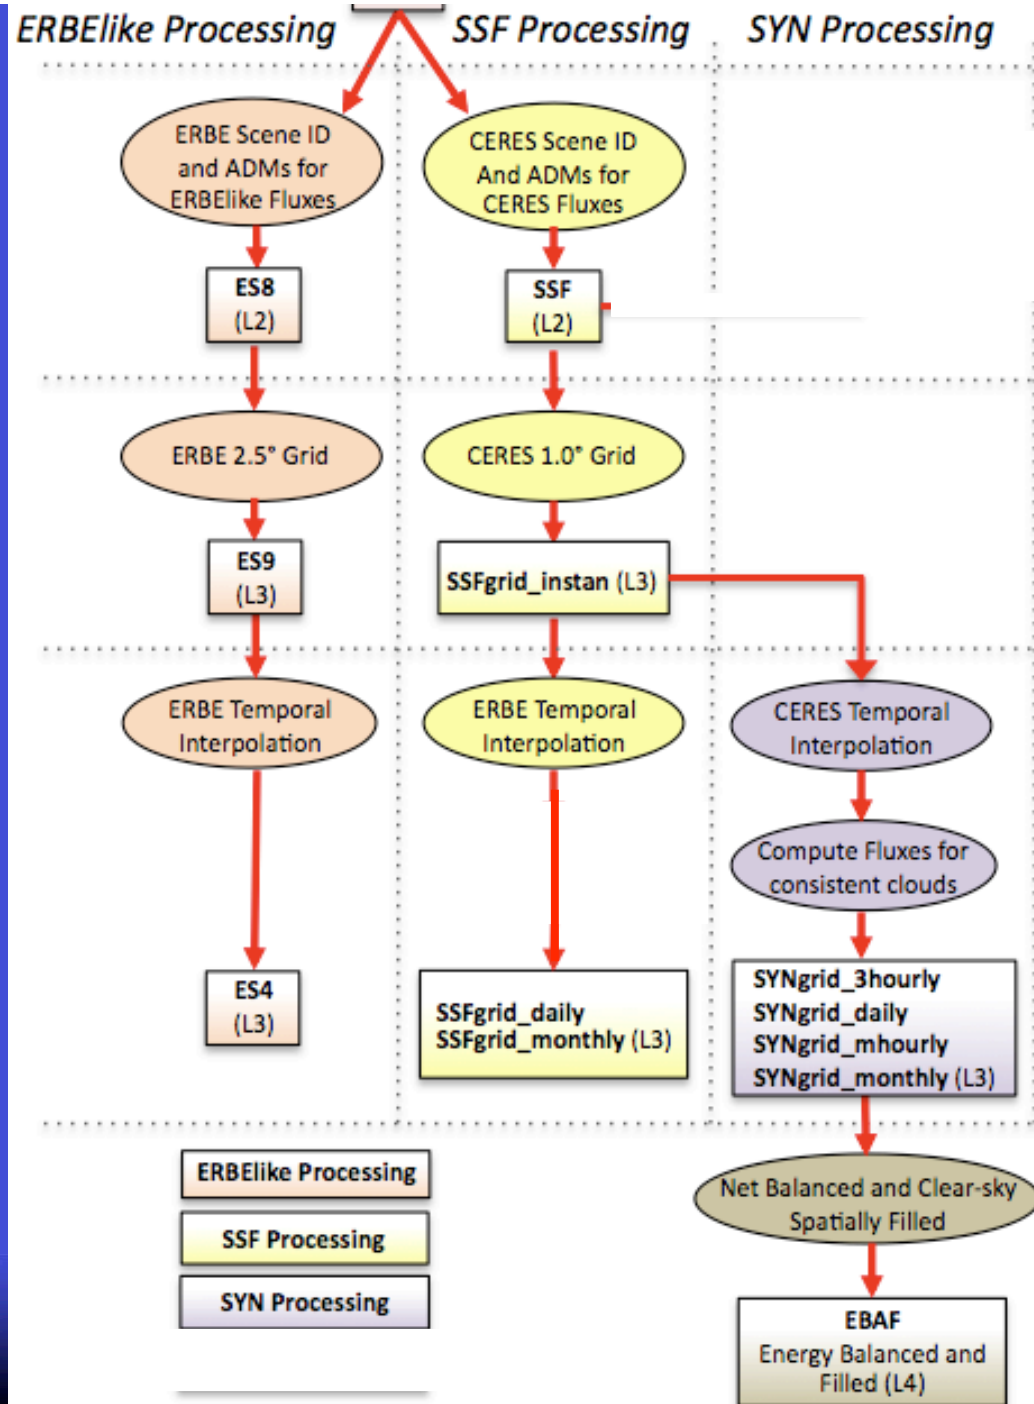 ERBElike Processing
SSF Processing
SYN Processing
ERBE Scene ID
and ADMs for
ERBElike Fluxes
CERES Scene ID
And ADMs for
CERES Fluxes
ES8
(L2)
SSF
(L2)
ERBE 2.5° Grid
CERES 1.0° Grid
ES9
(L3)
SSFgrid_instan (L3)
ERBE Temporal
Interpolation
ERBE Temporal
Interpolation
CERES Temporal
Interpolation
Compute Fluxes for
consistent clouds
ES4
(L3)
SSFgrid_daily
SSFgrid_monthly (L3)
SYNgrid_3hourly
SYNgrid_daily
SYNgrid_mhourly
SYNgrid_monthly (L3)
ERBElike Processing
SSF Processing
SYN Processing
Net Balanced and Clear-sky
Spatially Filled
EBAF
Energy Balanced and
Filled (L4)